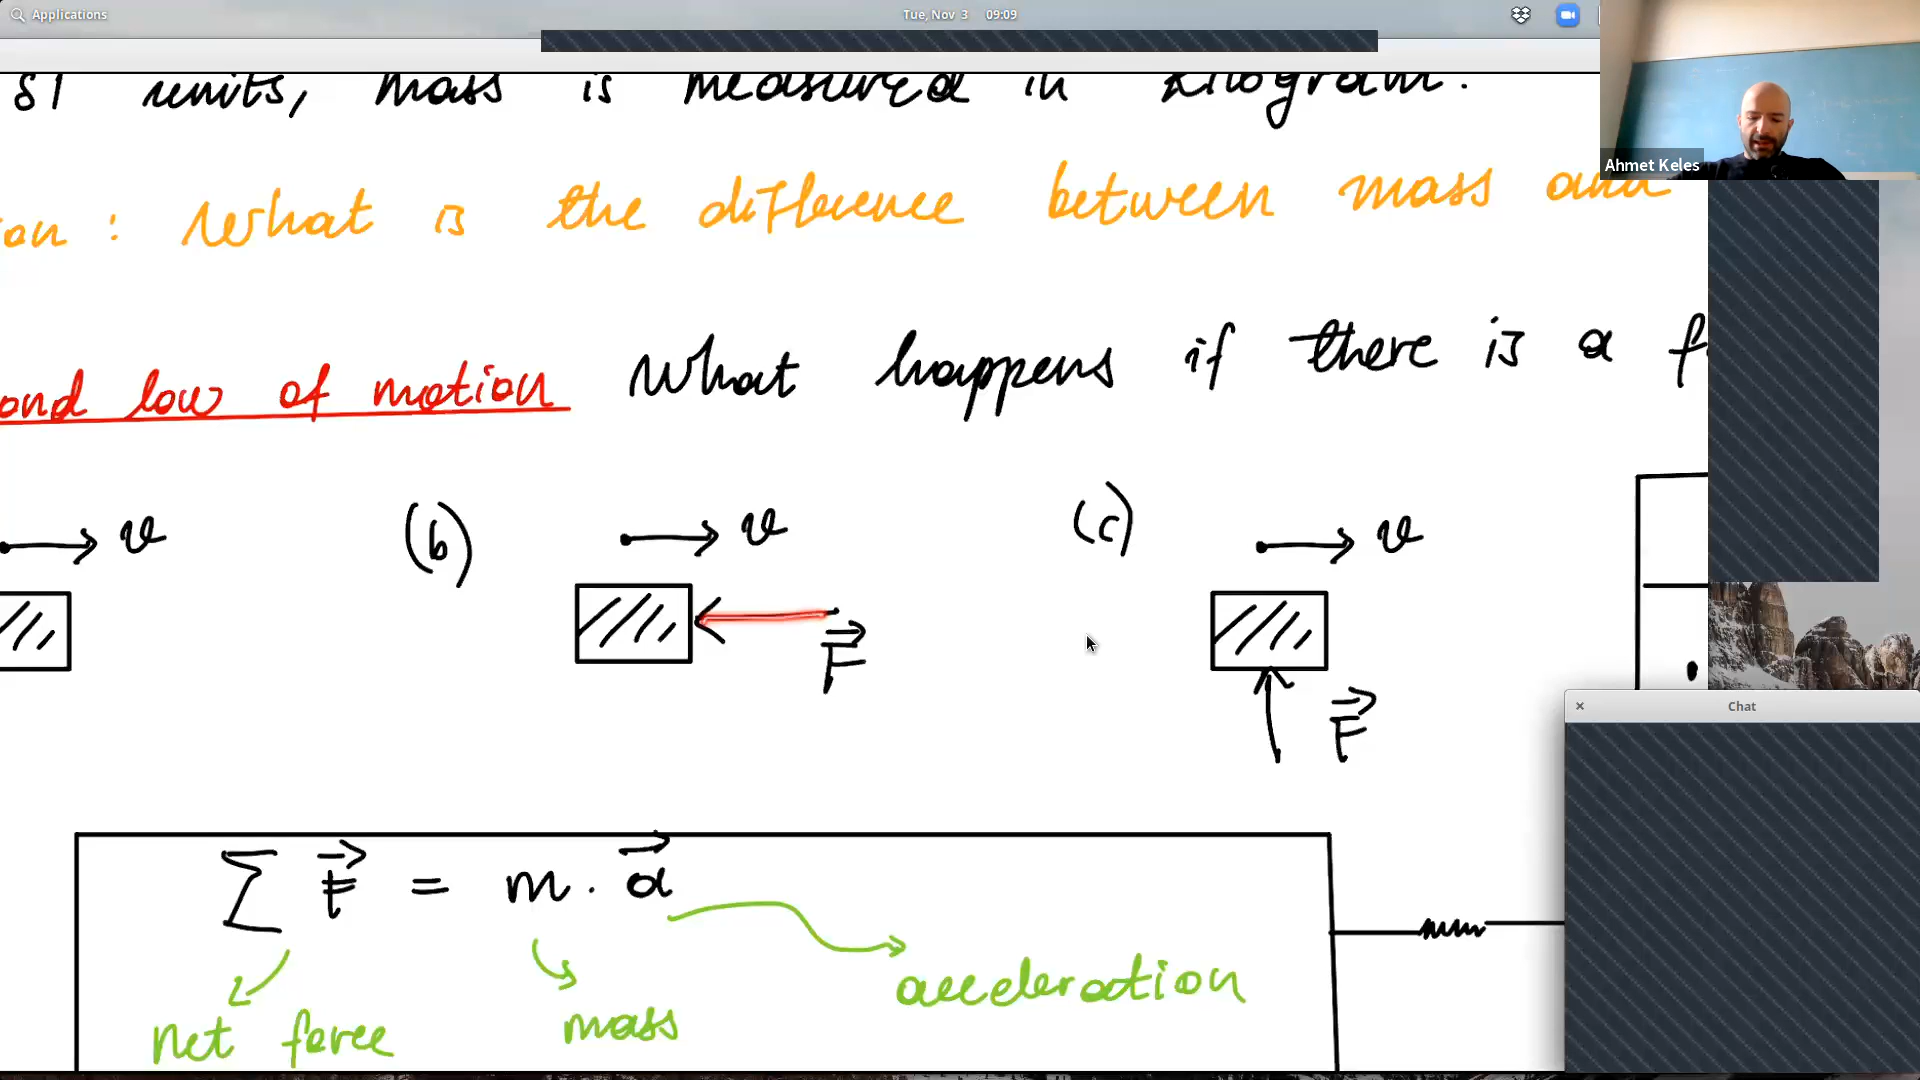 Applications
Tue, Nov 3 09:09
SI units, mass is measured in kilogram.
Ahmet Keles
on : What is the difference between mass and
ond law of motion What happens if there is a f
v (b) v (c) v
F
F
Chat
∑ F = m . a
acceleration
net force mass